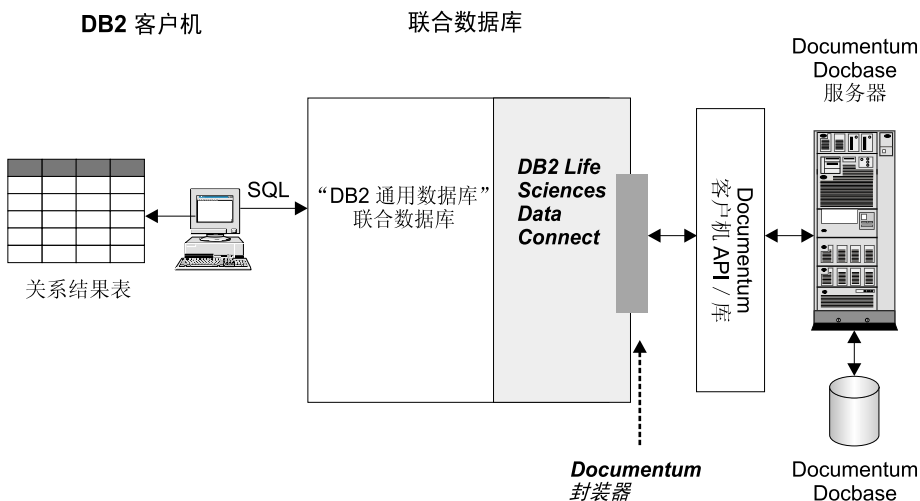 DB2 客户机
联合数据库
Documentum
Docbase
服务器
SQL
“DB2 通用数据库”
联合数据库
DB2 Life
Sciences
Data
Connect
Documentum
客户机 API / 库
关系结果表
Documentum
封装器
Documentum
Docbase